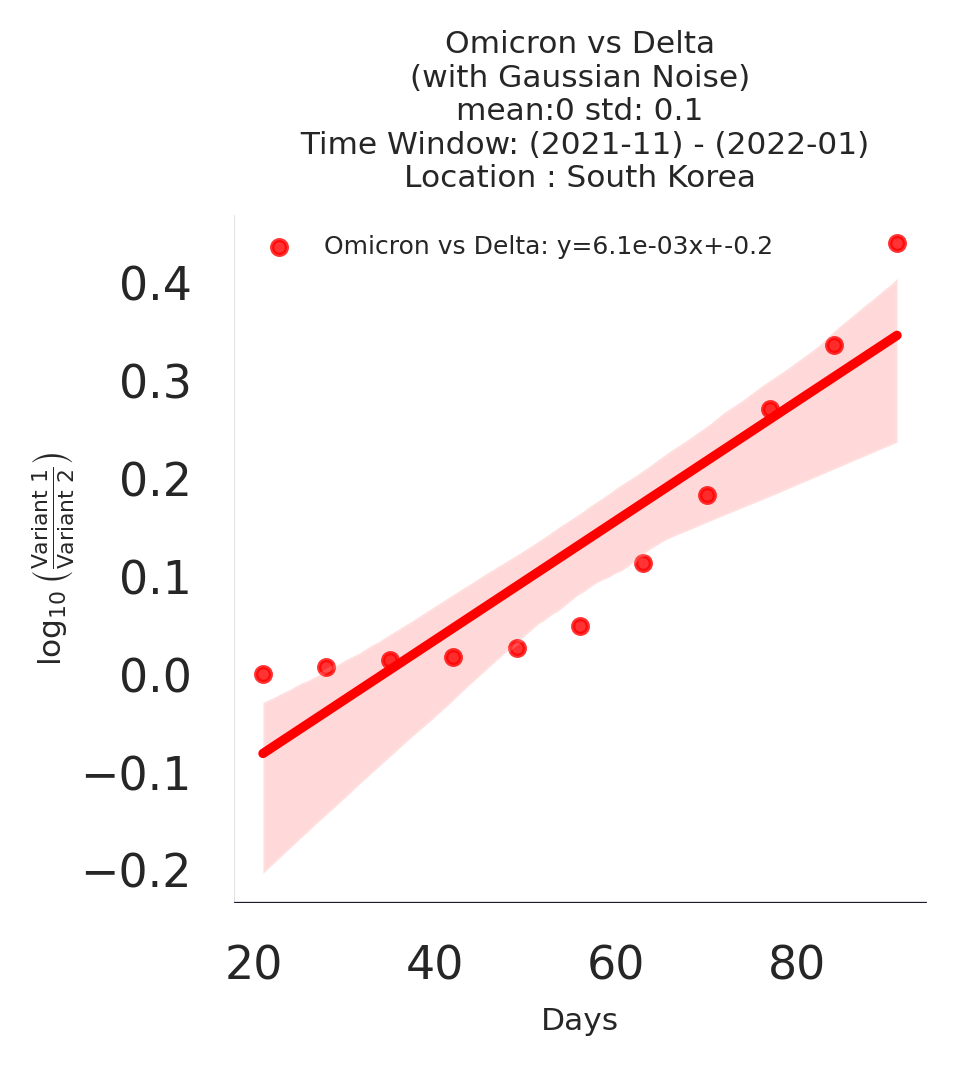 Omicron vs Delta
(with Gaussian Noise)
mean:0 std: 0.1
Time Window: (2021-11) - (2022-01)
Location : South Korea
Omicron vs Delta: y=6.1e-03x+-0.2
0.4
0.3
0.2
0.1
0.0
−0.1
−0.2
log10 (Variant 1 / Variant 2)
20 40 60 80
Days